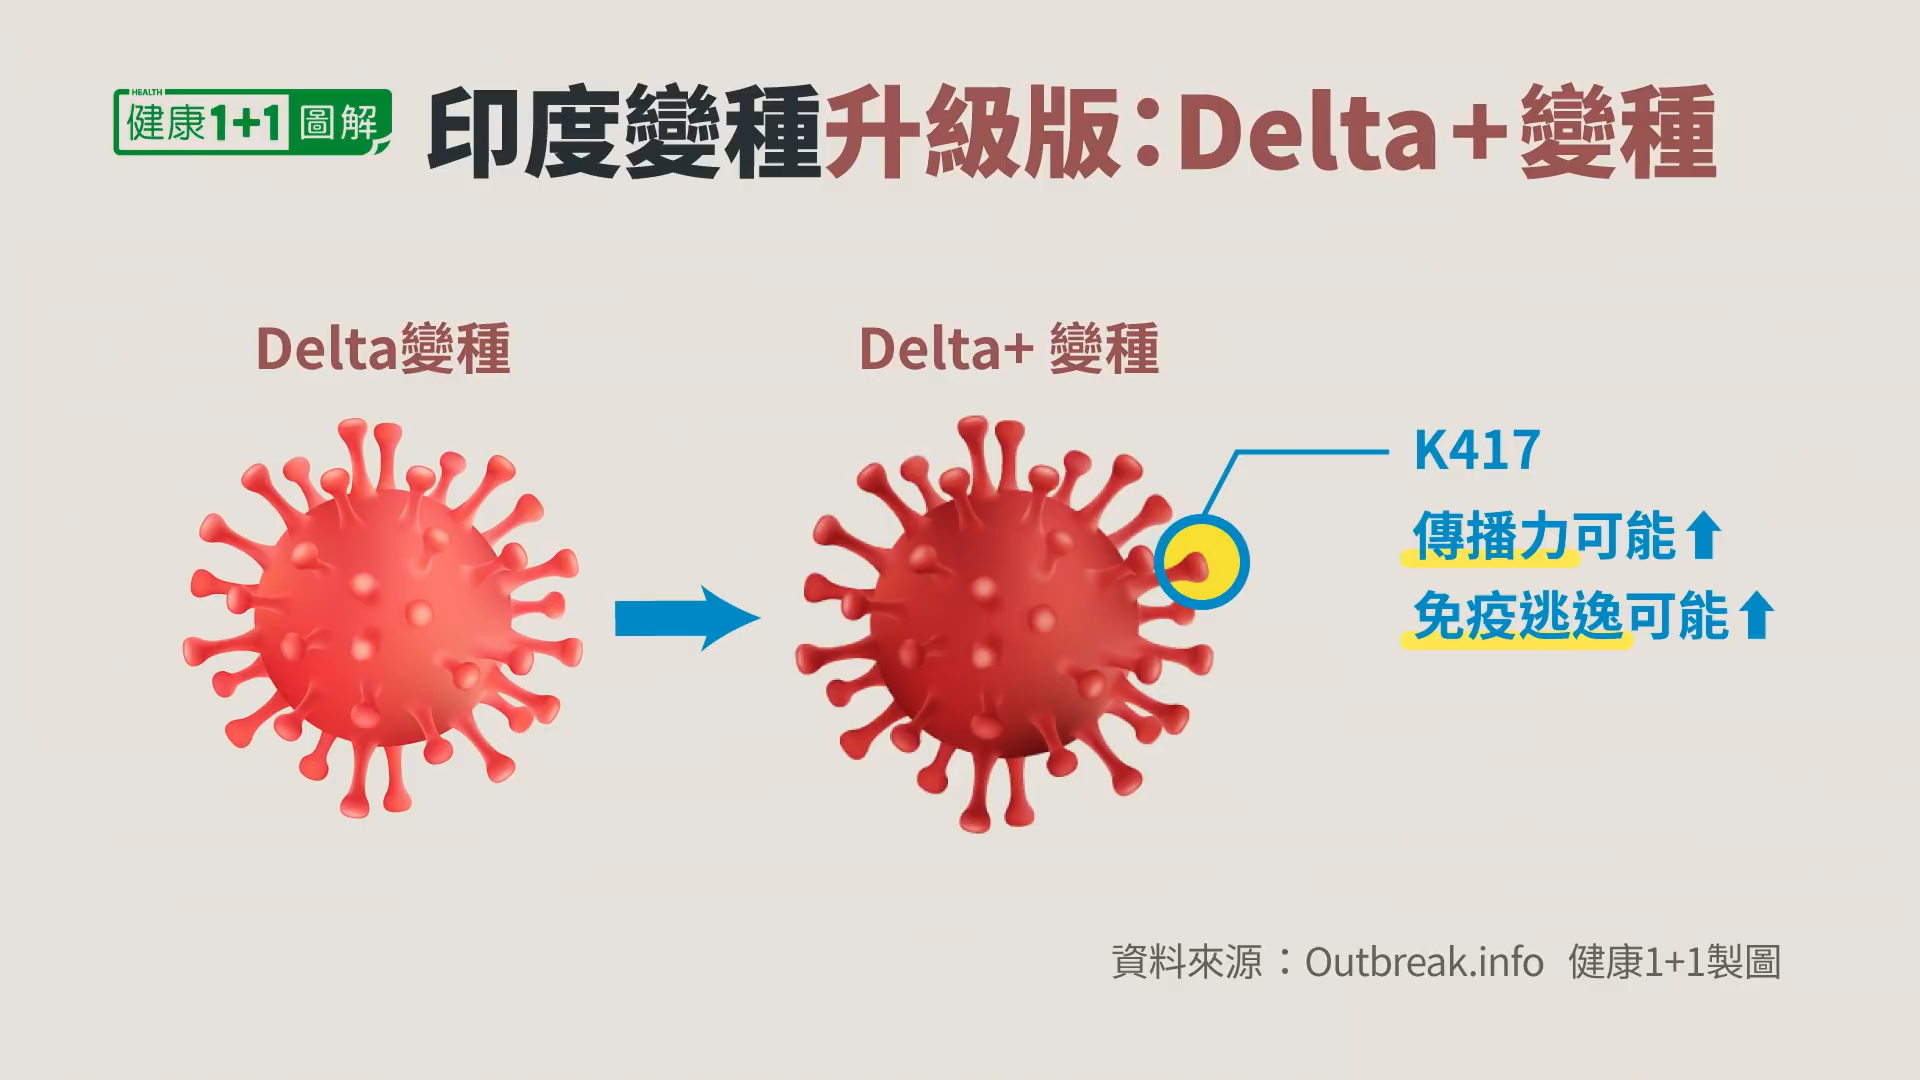 HEALTH
健康1+1圖解
印度變種升級版：Delta+變種
Delta變種
Delta+ 變種
K417
傳播力可能
免疫逃逸可能
資料來源：Outbreak.info 健康1+1製圖